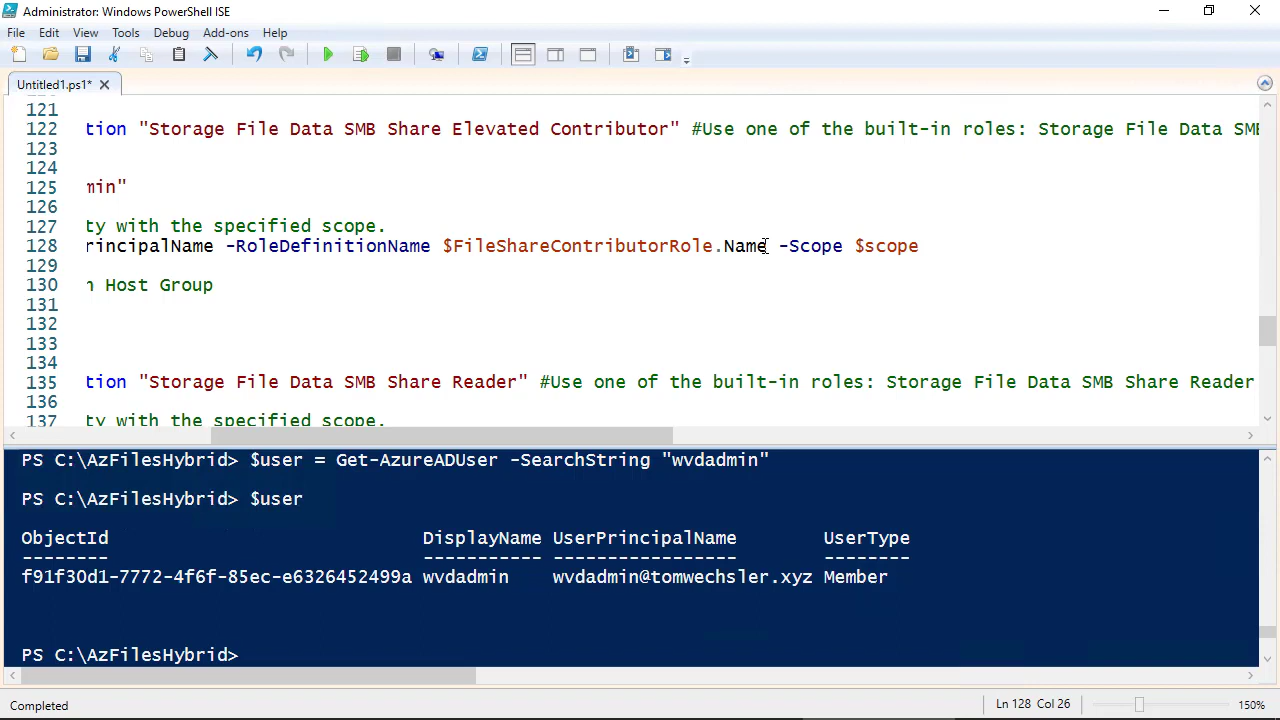 Administrator: Windows PowerShell ISE
File Edit View Tools Debug Add-ons Help
Untitled1.ps1*
121
122 tion "Storage File Data SMB Share Elevated Contributor" #Use one of the built-in roles: Storage File Data SMB
123
124
125 min"
126
127 ty with the specified scope.
128 rincipalName -RoleDefinitionName $FileShareContributorRole.Name -Scope $scope
129
130 n Host Group
131
132
133
134
135 tion "Storage File Data SMB Share Reader" #Use one of the built-in roles: Storage File Data SMB Share Reader
136
137 ty with the specified scope.
PS C:\AzFilesHybrid> $user = Get-AzureADUser -SearchString "wvdadmin"
PS C:\AzFilesHybrid> $user
ObjectId DisplayName UserPrincipalName UserType
-------- ----------- ----------------- --------
f91f30d1-7772-4f6f-85ec-e6326452499a wvdadmin wvdadmin@tomwechsler.xyz Member
PS C:\AzFilesHybrid>
Completed Ln 128 Col 26 150%